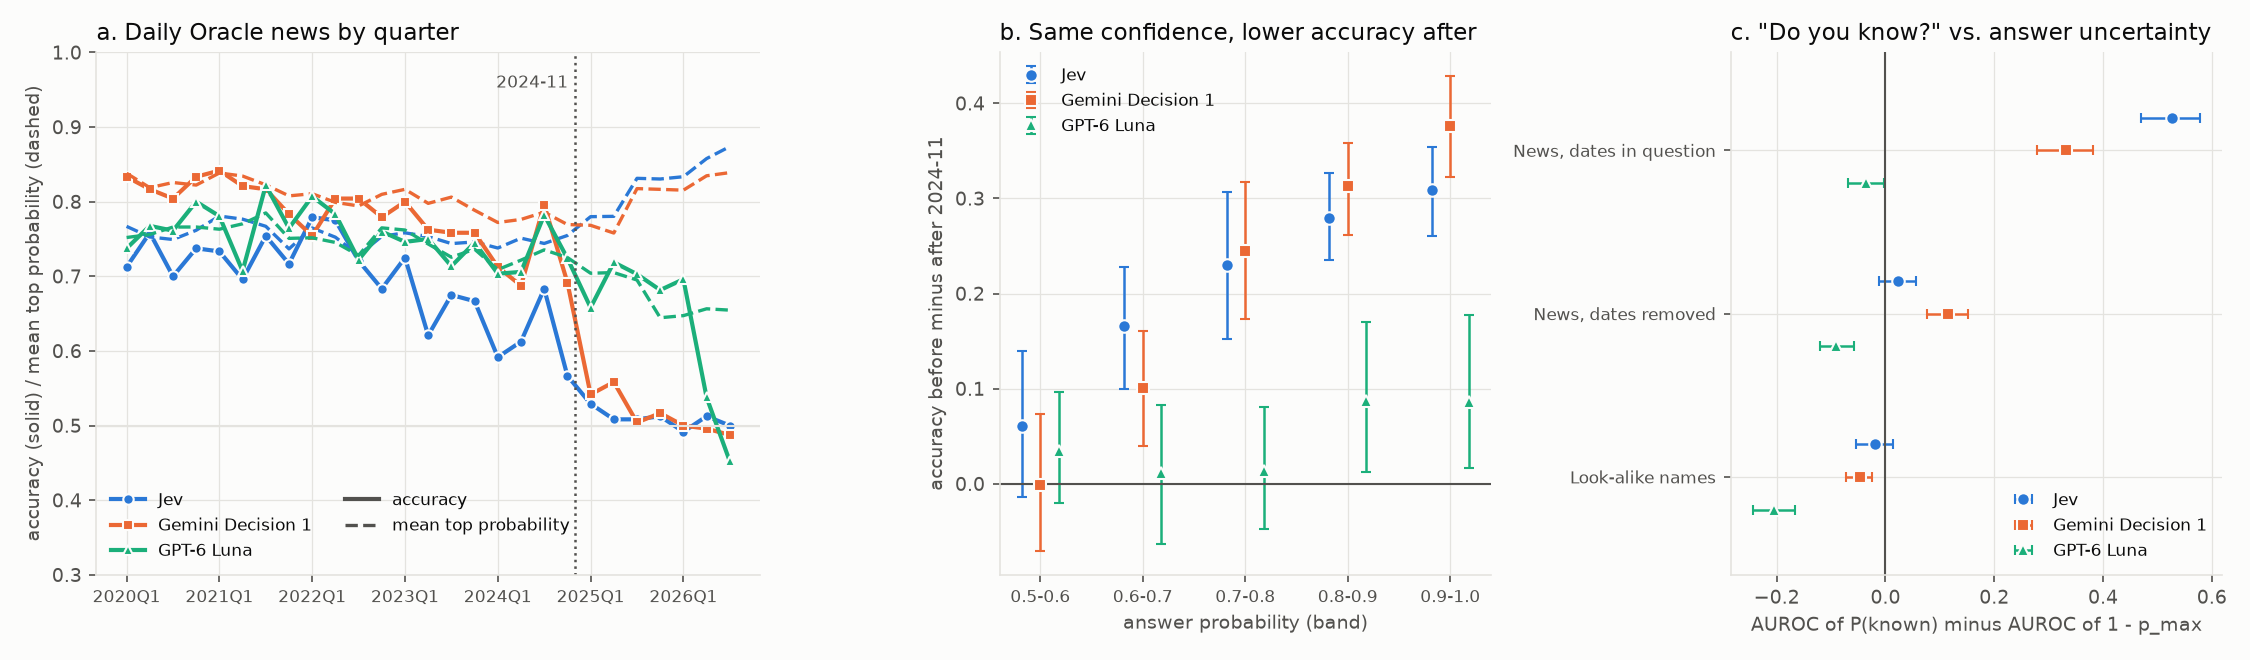 a. Daily Oracle news by quarter
accuracy (solid) / mean top probability (dashed)
1.0
0.9
0.8
0.7
0.6
0.5
0.4
0.3
2024-11
Jev
Gemini Decision 1
GPT-6 Luna
accuracy
mean top probability
2020Q1
2021Q1
2022Q1
2023Q1
2024Q1
2025Q1
2026Q1
b. Same confidence, lower accuracy after
accuracy before minus after 2024-11
0.4
0.3
0.2
0.1
0.0
Jev
Gemini Decision 1
GPT-6 Luna
0.5-0.6
0.6-0.7
0.7-0.8
0.8-0.9
0.9-1.0
answer probability (band)
c. "Do you know?" vs. answer uncertainty
News, dates in question
News, dates removed
Look-alike names
Jev
Gemini Decision 1
GPT-6 Luna
−0.2
0.0
0.2
0.4
0.6
AUROC of P(known) minus AUROC of 1 - p_max